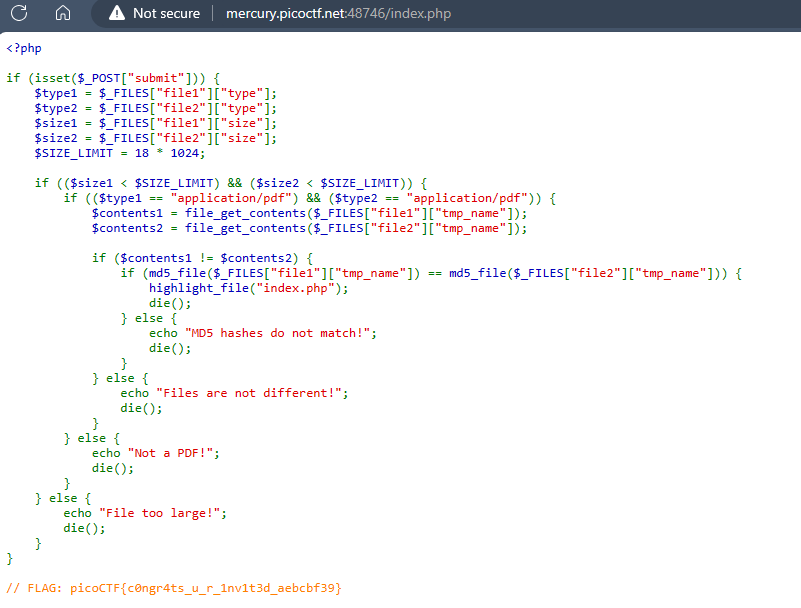 Not secure mercury.picoctf.net:48746/index.php
<?php
if (isset($_POST["submit"])) {
    $type1 = $_FILES["file1"]["type"];
    $type2 = $_FILES["file2"]["type"];
    $size1 = $_FILES["file1"]["size"];
    $size2 = $_FILES["file2"]["size"];
    $SIZE_LIMIT = 18 * 1024;
    if (($size1 < $SIZE_LIMIT) && ($size2 < $SIZE_LIMIT)) {
        if (($type1 == "application/pdf") && ($type2 == "application/pdf")) {
            $contents1 = file_get_contents($_FILES["file1"]["tmp_name"]);
            $contents2 = file_get_contents($_FILES["file2"]["tmp_name"]);
            if ($contents1 != $contents2) {
                if (md5_file($_FILES["file1"]["tmp_name"]) == md5_file($_FILES["file2"]["tmp_name"])) {
                    highlight_file("index.php");
                    die();
                } else {
                    echo "MD5 hashes do not match!";
                    die();
                }
            } else {
                echo "Files are not different!";
                die();
            }
        } else {
            echo "Not a PDF!";
            die();
        }
    } else {
        echo "File too large!";
        die();
    }
}
// FLAG: picoCTF{c0ngr4ts_u_r_1nv1t3d_aebcbf39}